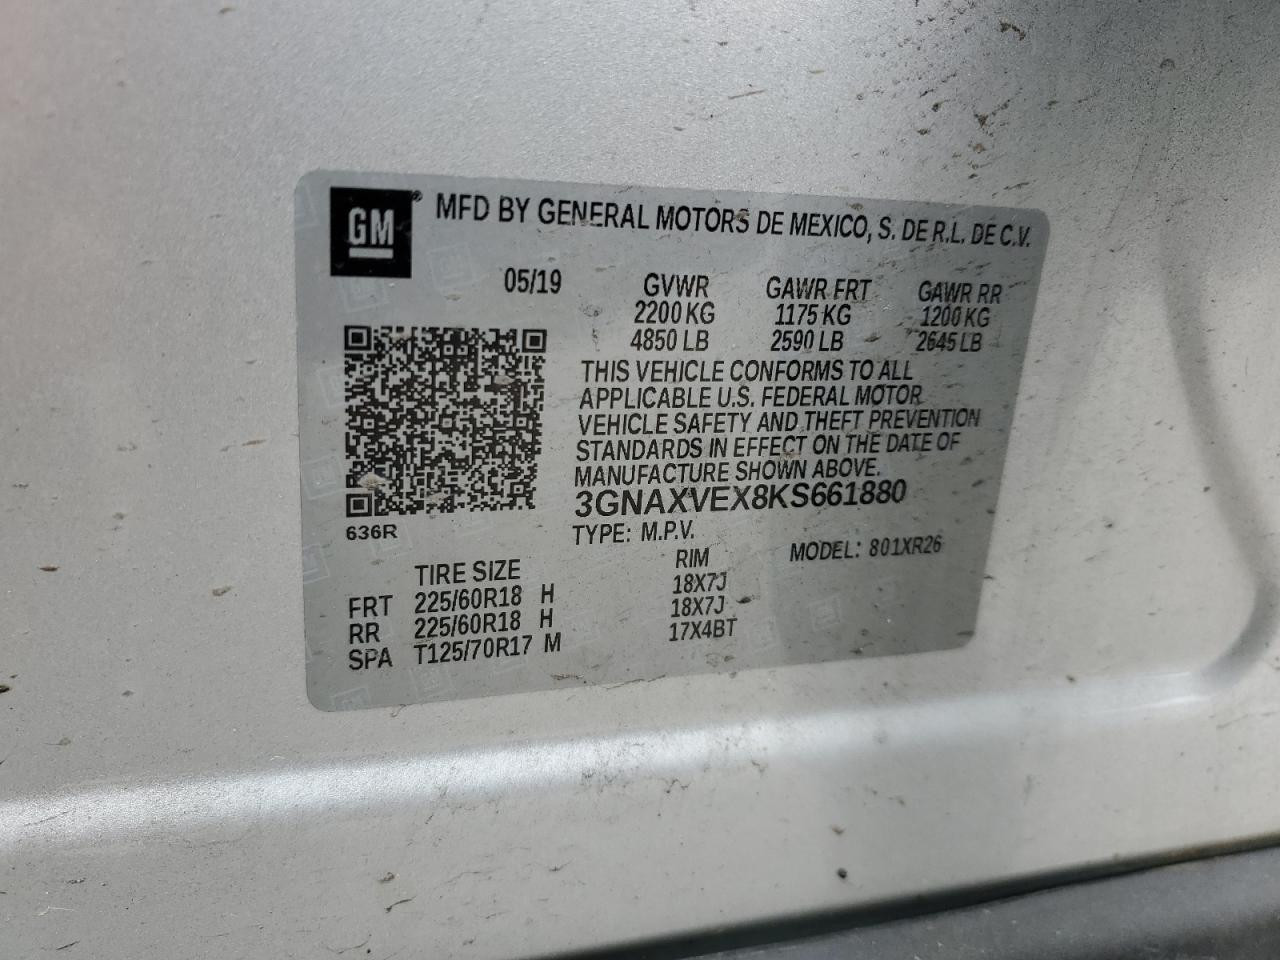 GM® MFD BY GENERAL MOTORS DE MEXICO, S. DE R.L. DE C.V.
05/19 GVWR GAWR FRT GAWR RR
2200 KG 1175 KG 1200 KG
4850 LB 2590 LB 2645 LB
THIS VEHICLE CONFORMS TO ALL
APPLICABLE U.S. FEDERAL MOTOR
VEHICLE SAFETY AND THEFT PREVENTION
STANDARDS IN EFFECT ON THE DATE OF
MANUFACTURE SHOWN ABOVE.
3GNAXVEX8KS661880
636R
TYPE: M.P.V. MODEL: 801XR26
TIRE SIZE RIM
FRT 225/60R18 H 18X7J
RR 225/60R18 H 18X7J
SPA T125/70R17 M 17X4BT